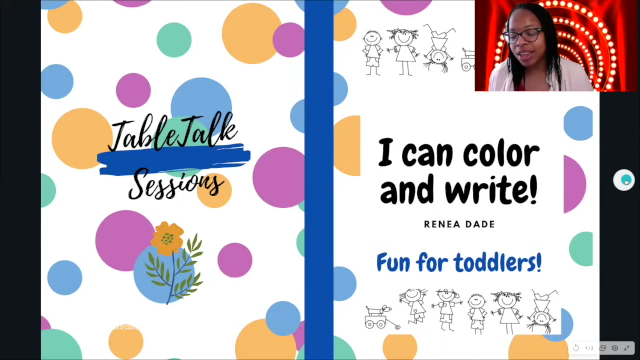 TableTalk
Sessions
I can color
and write!
RENEA DADE
Fun for toddlers!